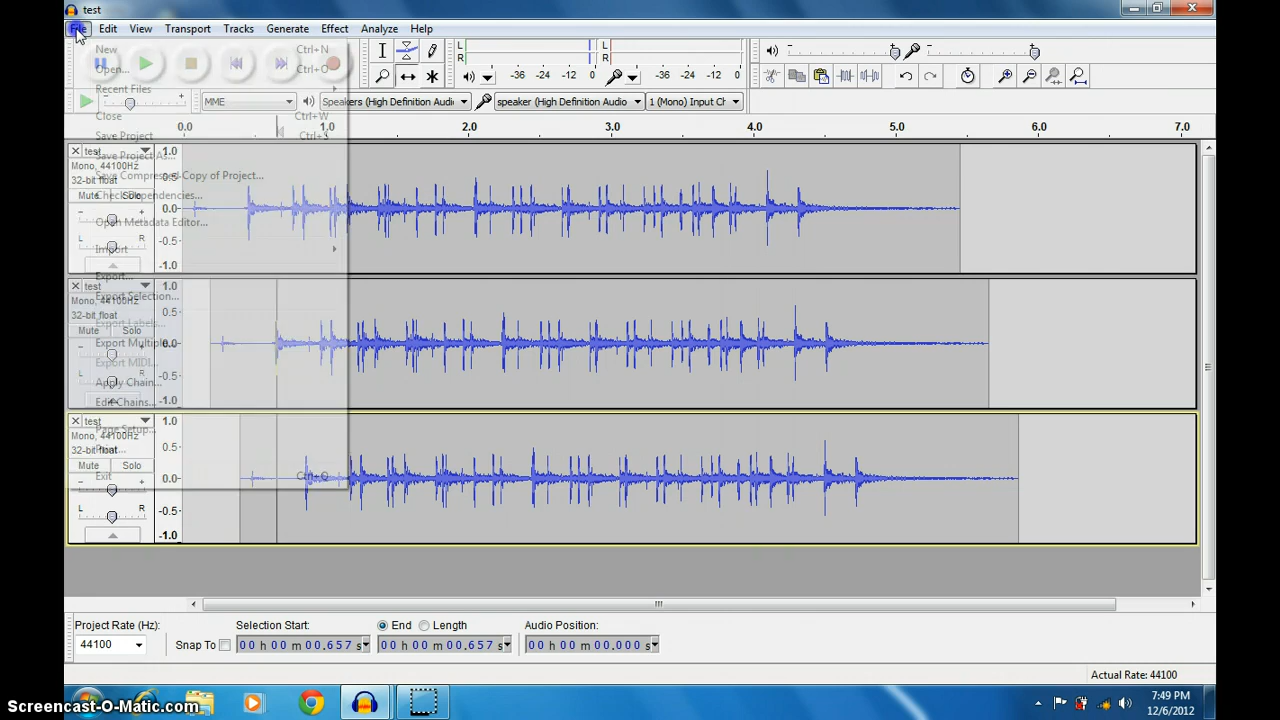 test
File Edit View Transport Tracks Generate Effect Analyze Help
New Ctrl+N
Open... Ctrl+O
Recent Files
Close Ctrl+W
Save Project Ctrl+S
Save Project As...
Save Compressed Copy of Project...
Check Dependencies...
Open Metadata Editor...
Import
Export...
Export Selection...
Export Labels...
Export Multiple...
Export MIDI...
Apply Chain...
Edit Chains...
Page Setup...
Print...
Exit Ctrl+Q
L
R
-36 -24 -12 0
L
R
-36 -24 -12 0
MME
Speakers (High Definition Audi
speaker (High Definition Audio
1 (Mono) Input Ch
0.0 1.0 2.0 3.0 4.0 5.0 6.0 7.0
test
Mono, 44100Hz
32-bit float
Mute Solo
- +
L R
1.0
0.5
0.0
-0.5
-1.0
test
Mono, 44100Hz
32-bit float
Mute Solo
- +
L R
1.0
0.5
0.0
-0.5
-1.0
test
Mono, 44100Hz
32-bit float
Mute Solo
- +
L R
1.0
0.5
0.0
-0.5
-1.0
Project Rate (Hz):
44100
Snap To
Selection Start:
00 h 00 m 00.657 s
End Length
00 h 00 m 00.657 s
Audio Position:
00 h 00 m 00.000 s
Actual Rate: 44100
Screencast-O-Matic.com
7:49 PM
12/6/2012